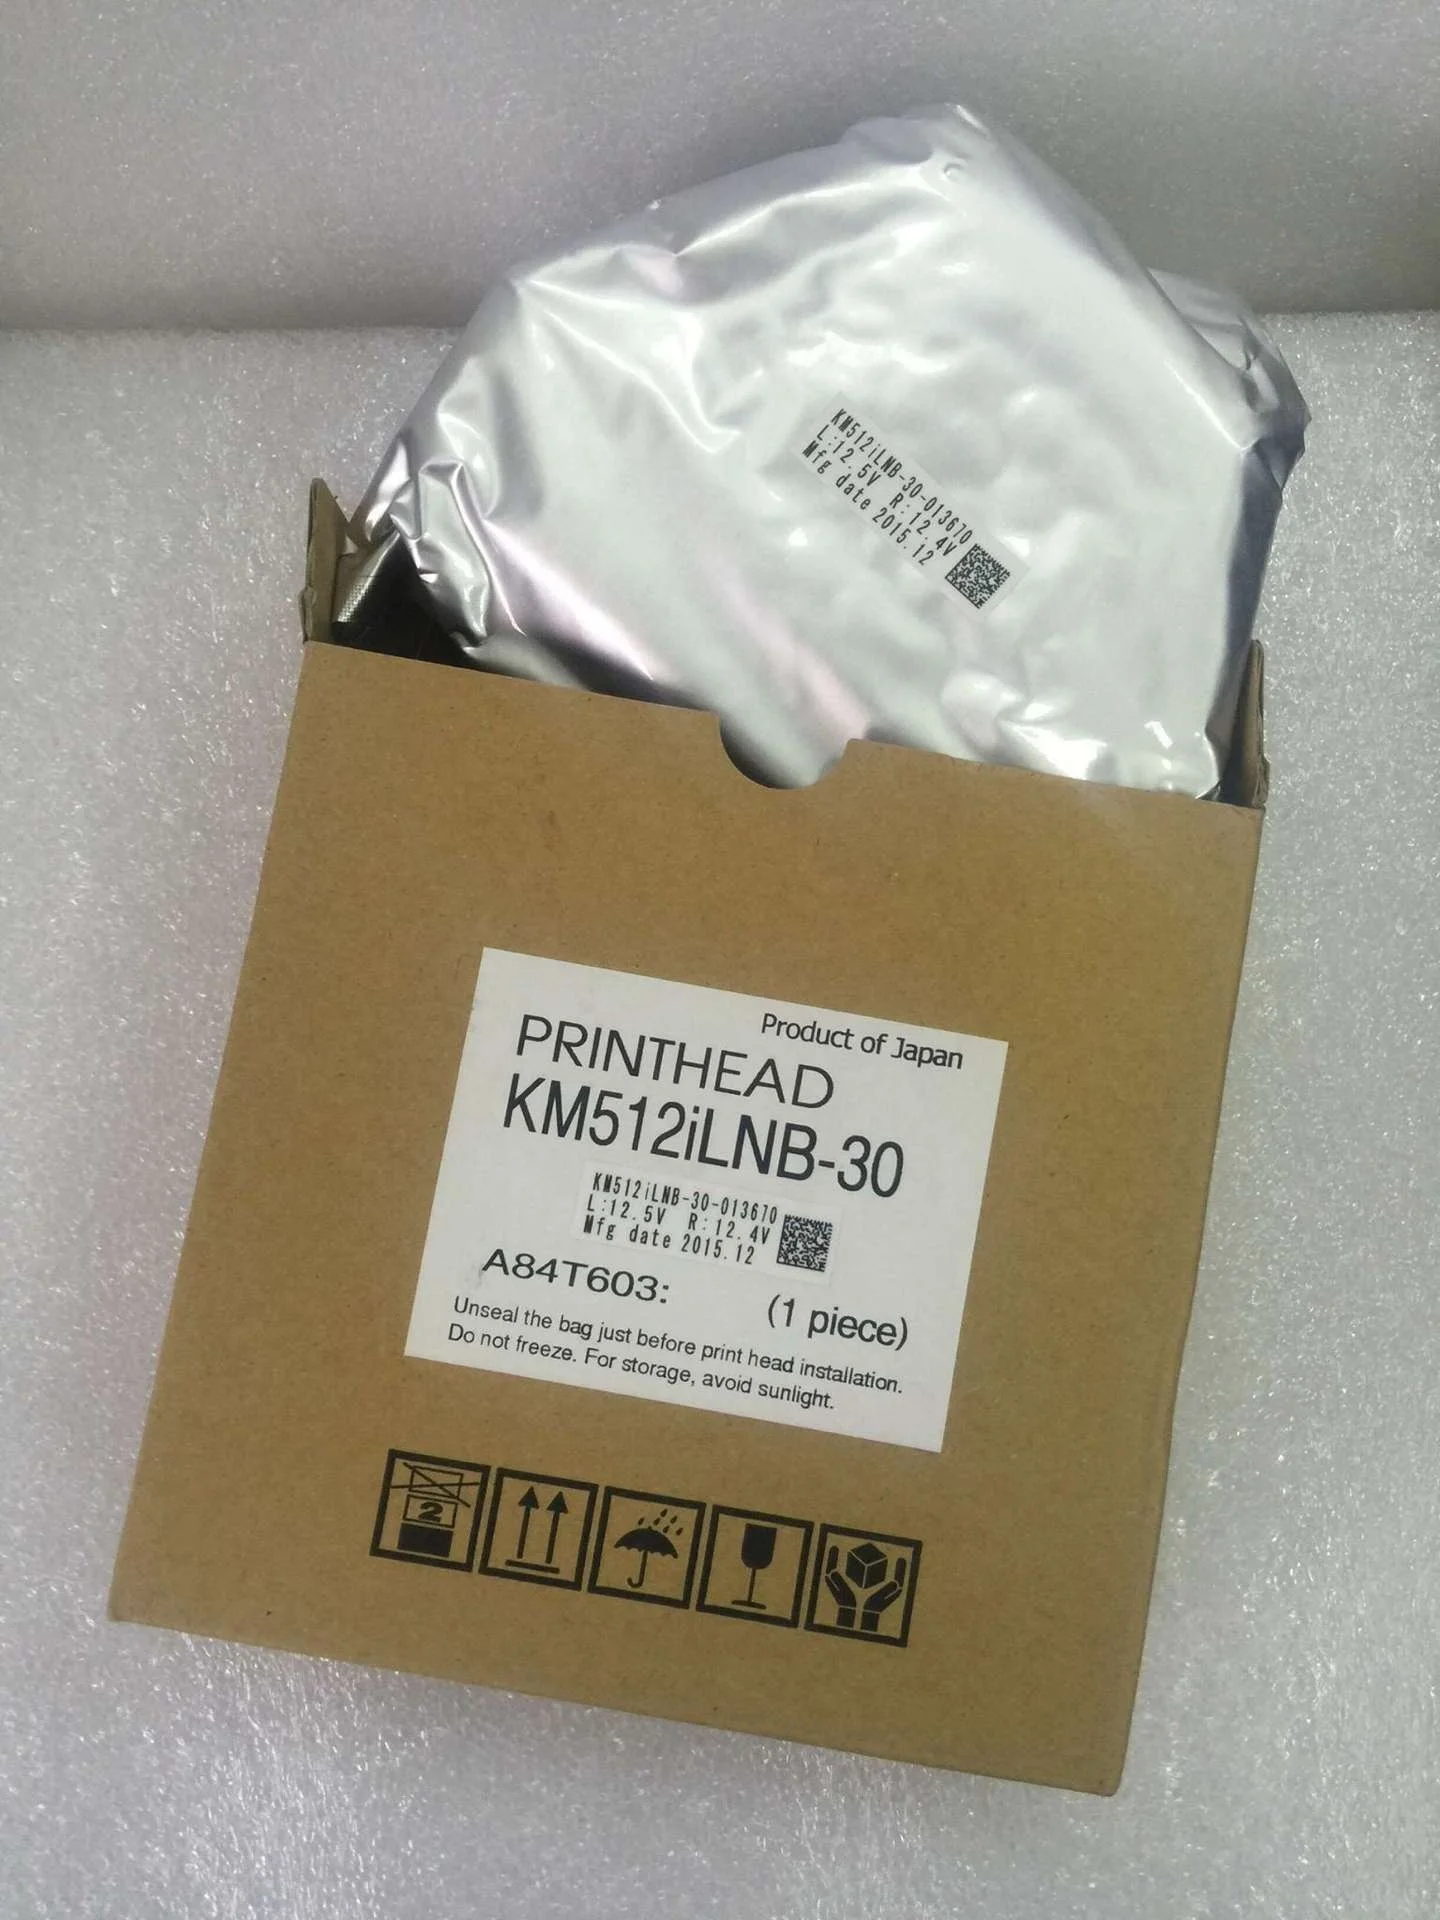 KM512iLNB-30-013670
L:12.5V R:12.4V
Mfg date 2015.12
Product of Japan
PRINTHEAD
KM512iLNB-30
KM512iLNB-30-013670
L:12.5V R:12.4V
Mfg date 2015.12
A84T603:
(1 piece)
Unseal the bag just before print head installation.
Do not freeze. For storage, avoid sunlight.
2